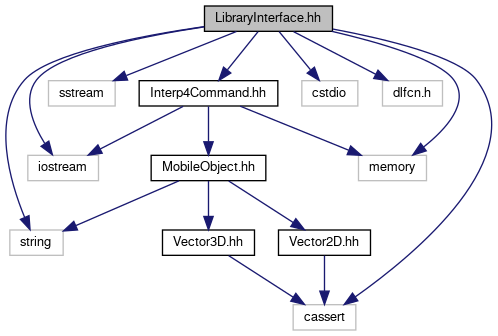 LibraryInterface.hh
sstream
Interp4Command.hh
cstdio
dlfcn.h
iostream
MobileObject.hh
memory
string
Vector3D.hh
Vector2D.hh
cassert